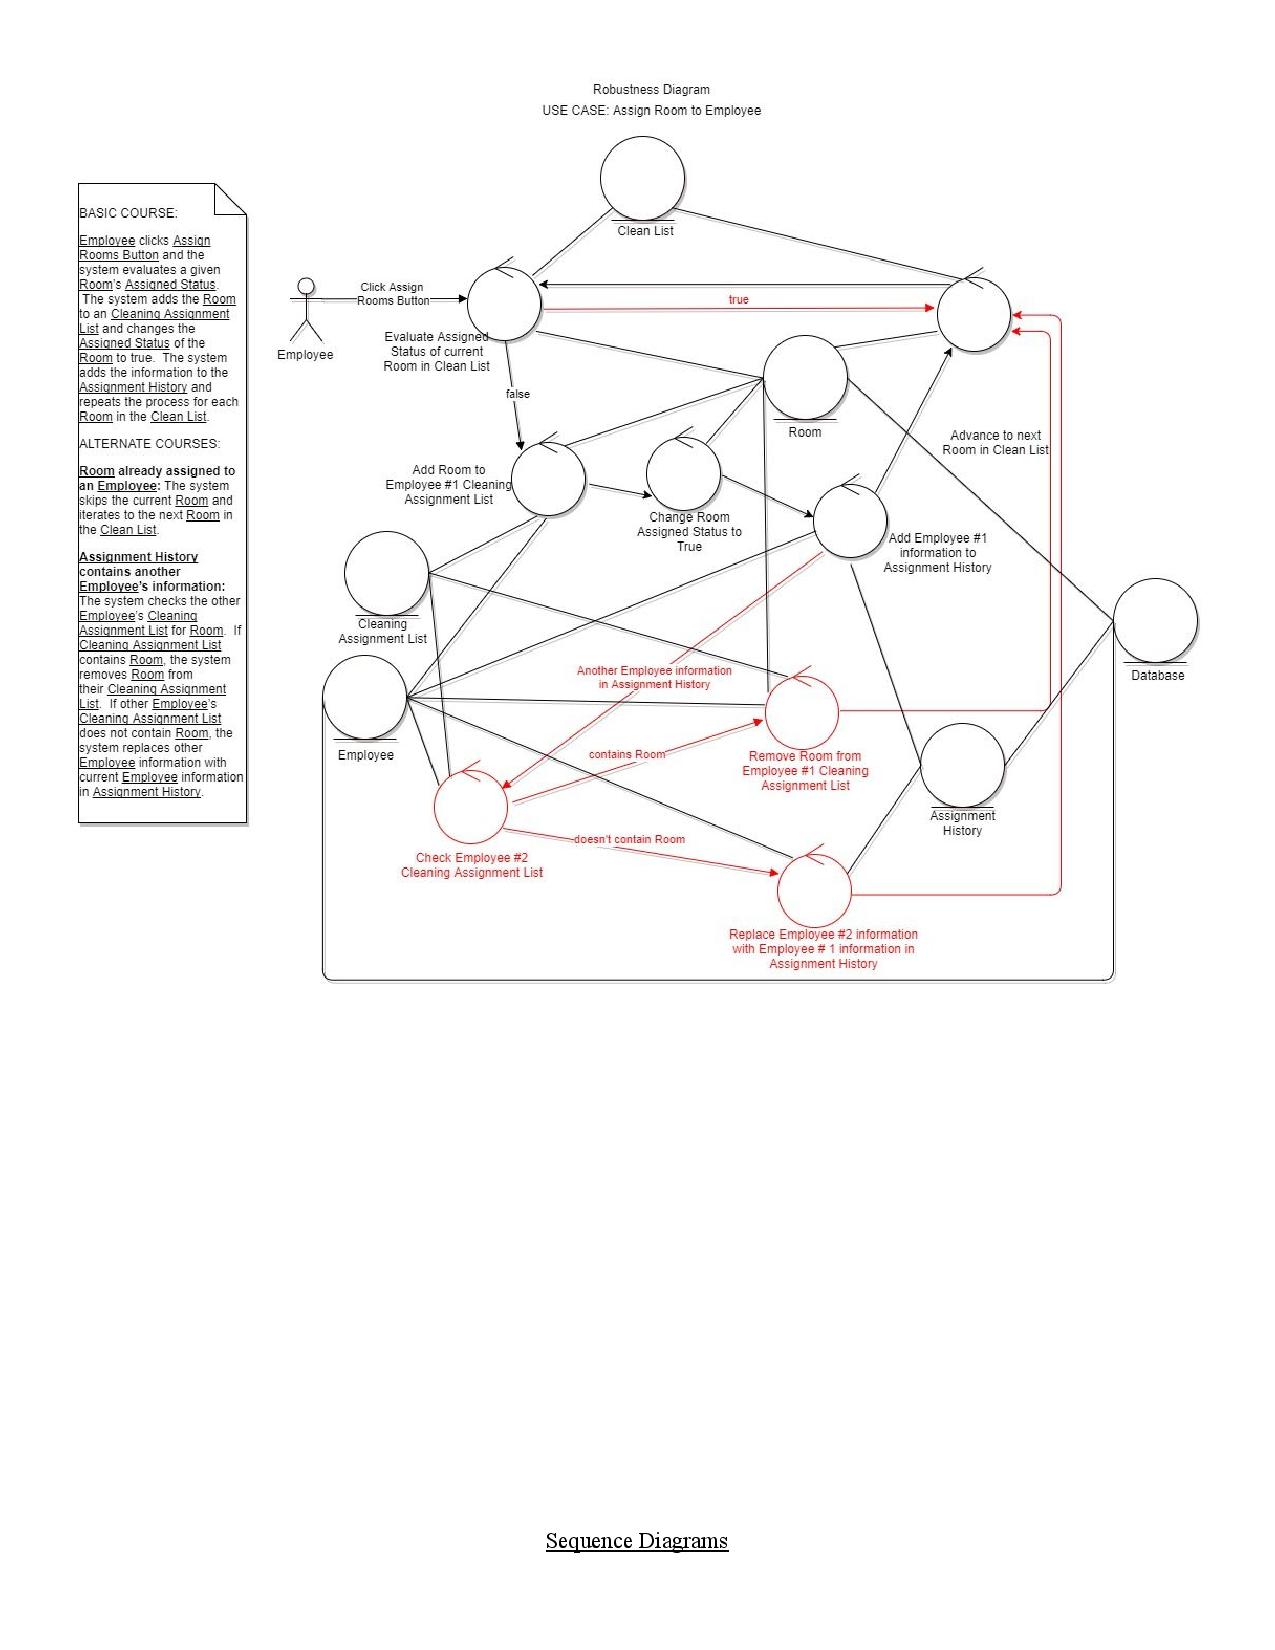 Robustness Diagram
USE CASE: Assign Room to Employee
BASIC COURSE:
Employee clicks Assign
Rooms Button and the
system evaluates a given
Room's Assigned Status.
The system adds the Room
to an Cleaning Assignment
List and changes the
Assigned Status of the
Room to true. The system
adds the information to the
Assignment History and
repeats the process for each
Room in the Clean List.
ALTERNATE COURSES:
Room already assigned to
an Employee: The system
skips the current Room and
iterates to the next Room in
the Clean List.
Assignment History
contains another
Employee's information:
The system checks the other
Employee's Cleaning
Assignment List for Room. If
Cleaning Assignment List
contains Room, the system
removes Room from
their Cleaning Assignment
List. If other Employee's
Cleaning Assignment List
does not contain Room, the
system replaces other
Employee information with
current Employee information
in Assignment History.
Clean List
Click Assign
Rooms Button
Employee
Evaluate Assigned
Status of current
Room in Clean List
true
false
Room
Advance to next
Room in Clean List
Add Room to
Employee #1 Cleaning
Assignment List
Change Room
Assigned Status to
True
Add Employee #1
information to
Assignment History
Cleaning
Assignment List
Another Employee information
in Assignment History
Database
Employee
contains Room
Remove Room from
Employee #1 Cleaning
Assignment List
Assignment
History
doesn't contain Room
Check Employee #2
Cleaning Assignment List
Replace Employee #2 information
with Employee # 1 information in
Assignment History
Sequence Diagrams